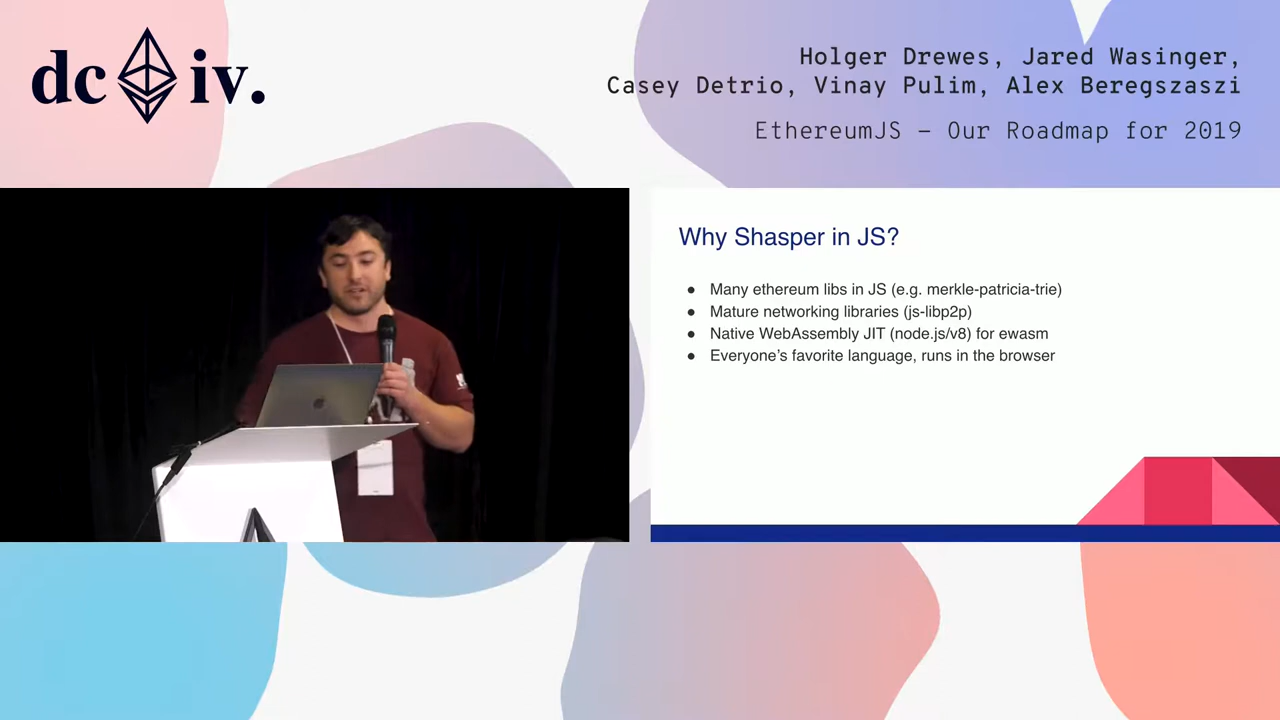 dc iv.
Holger Drewes, Jared Wasinger,
Casey Detrio, Vinay Pulim, Alex Beregszaszi
EthereumJS – Our Roadmap for 2019
Why Shasper in JS?
● Many ethereum libs in JS (e.g. merkle-patricia-trie)
● Mature networking libraries (js-libp2p)
● Native WebAssembly JIT (node.js/v8) for ewasm
● Everyone's favorite language, runs in the browser